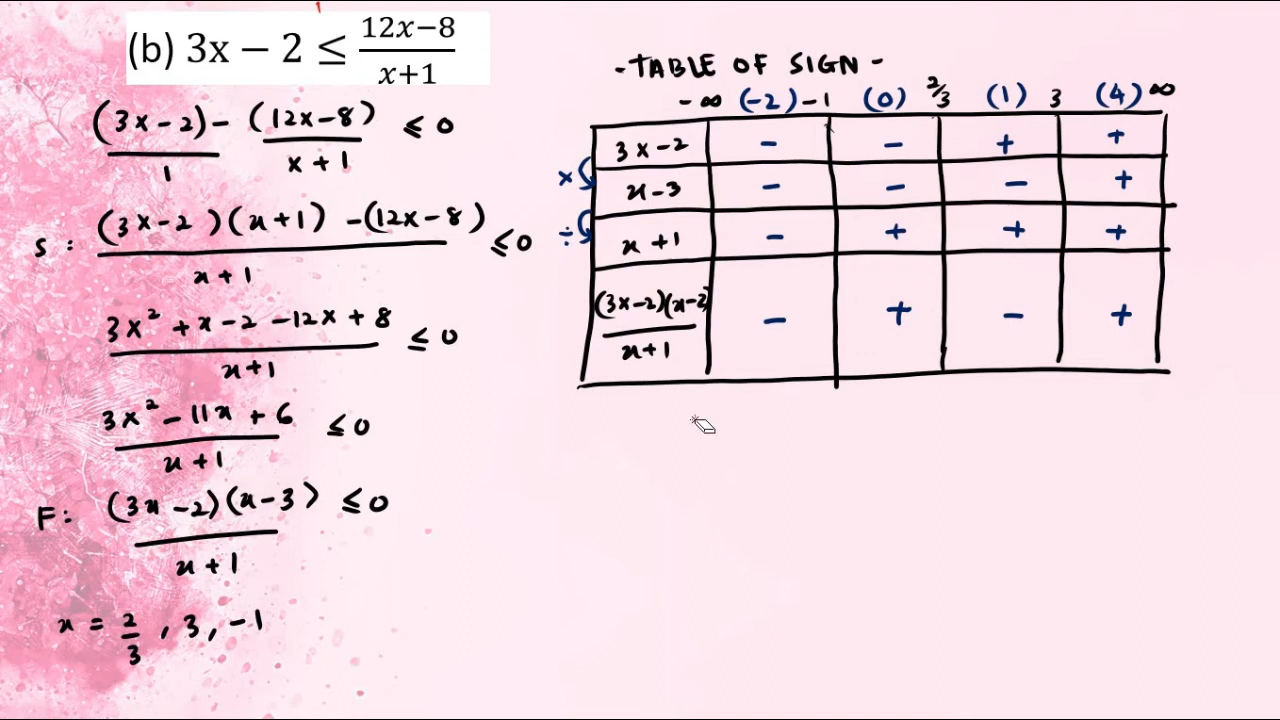 (b) 3x − 2 ≤ (12x−8)/(x+1)
(3x − 2)/1 − (12x − 8)/(x + 1) ≤ 0
S : ((3x − 2)(x + 1) − (12x − 8))/(x + 1) ≤ 0
(3x² + x − 2 − 12x + 8)/(x + 1) ≤ 0
(3x² − 11x + 6)/(x + 1) ≤ 0
F : (3x − 2)(x − 3)/(x + 1) ≤ 0
x = 2/3 , 3 , −1
- TABLE OF SIGN -
−∞ (−2) −1 (0) 2/3 (1) 3 (4) ∞
3x − 2 − − + +
× x − 3 − − − +
÷ x + 1 − + + +
(3x−2)(x−2)/(x+1) − + − +